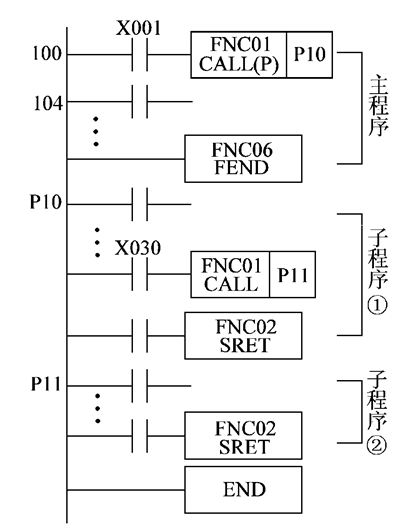 X001
100
FNC01
CALL(P)
P10
104
主程序
FNC06
FEND
P10
X030
FNC01
CALL
P11
子程序①
FNC02
SRET
P11
子程序②
FNC02
SRET
END